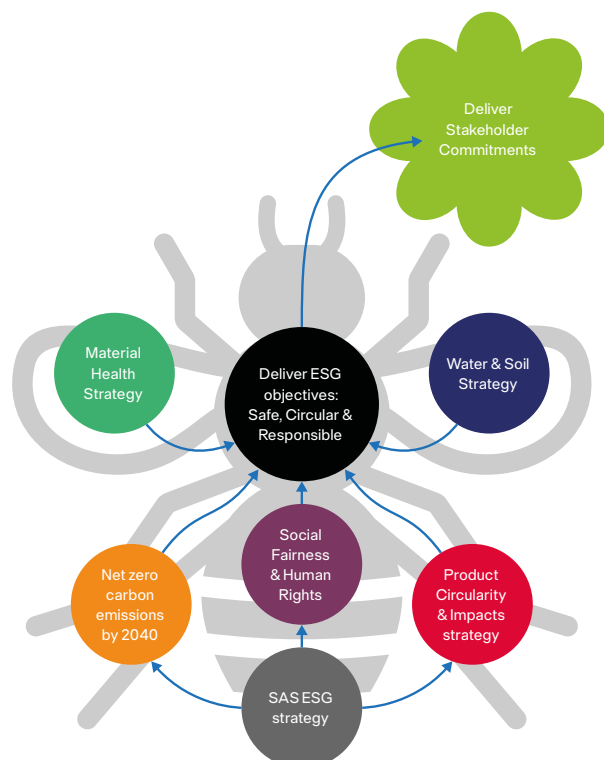 Deliver
Stakeholder
Commitments
Material
Health
Strategy
Deliver ESG
objectives:
Safe, Circular &
Responsible
Water & Soil
Strategy
Net zero
carbon
emissions
by 2040
Social
Fairness
& Human
Rights
Product
Circularity
& Impacts
strategy
SAS ESG
strategy